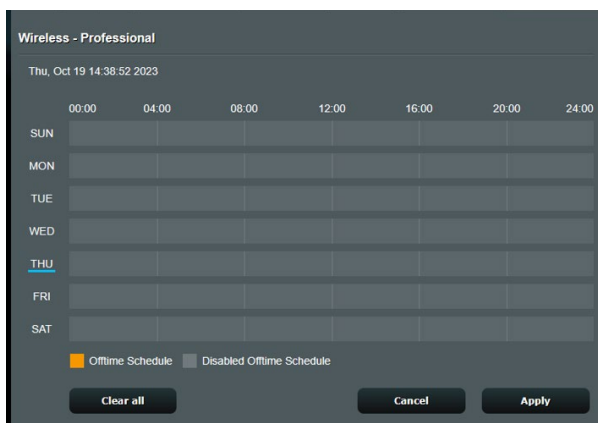 Wireless - Professional
Thu, Oct 19 14:38:52 2023
00:00 04:00 08:00 12:00 16:00 20:00 24:00
SUN
MON
TUE
WED
THU
FRI
SAT
Offtime Schedule Disabled Offtime Schedule
Clear all Cancel Apply